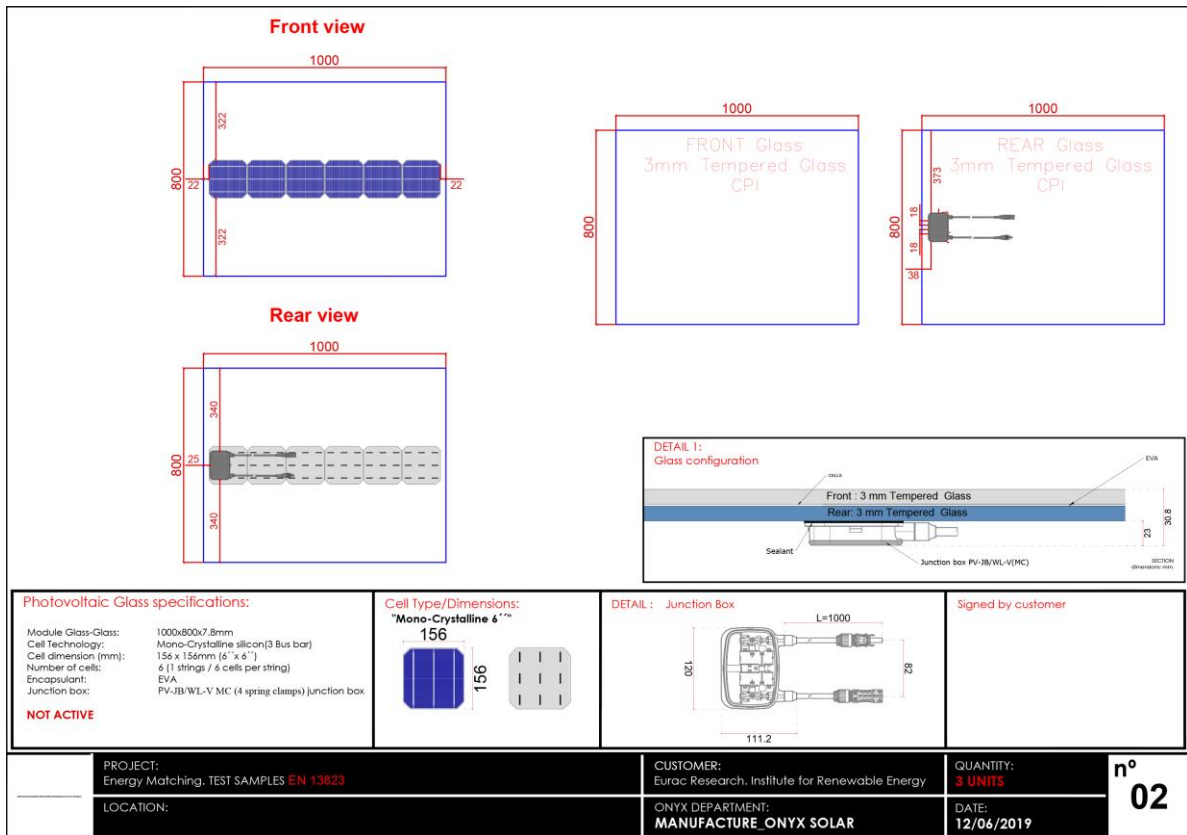 Front view
1000
322
800
22
22
322
Rear view
1000
340
800
25
340
1000
FRONT Glass
3mm Tempered Glass
CPI
800
1000
REAR Glass
3mm Tempered Glass
CPI
373
18
800
18
38
DETAIL 1:
Glass configuration
CELLS
EVA
Front : 3 mm Tempered Glass
Rear: 3 mm Tempered Glass
23
30.8
Sealant
Junction box PV-JB/WL-V(MC)
SECTION
dimensions: mm
Photovoltaic Glass specifications:
Module Glass-Glass: 1000x800x7.8mm
Cell Technology: Mono-Crystalline silicon(3 Bus bar)
Cell dimension (mm): 156 x 156mm (6´´x 6´´)
Number of cells: 6 (1 strings / 6 cells per string)
Encapsulant: EVA
Junction box: PV-JB/WL-V MC (4 spring clamps) junction box
NOT ACTIVE
Cell Type/Dimensions:
"Mono-Crystalline 6´´"
156
156
DETAIL : Junction Box
L=1000
120
82
111.2
Signed by customer
PROJECT:
Energy Matching. TEST SAMPLES EN 13823
LOCATION:
CUSTOMER:
Eurac Research. Institute for Renewable Energy
ONYX DEPARTMENT:
MANUFACTURE_ONYX SOLAR
QUANTITY:
3 UNITS
DATE:
12/06/2019
nº
02